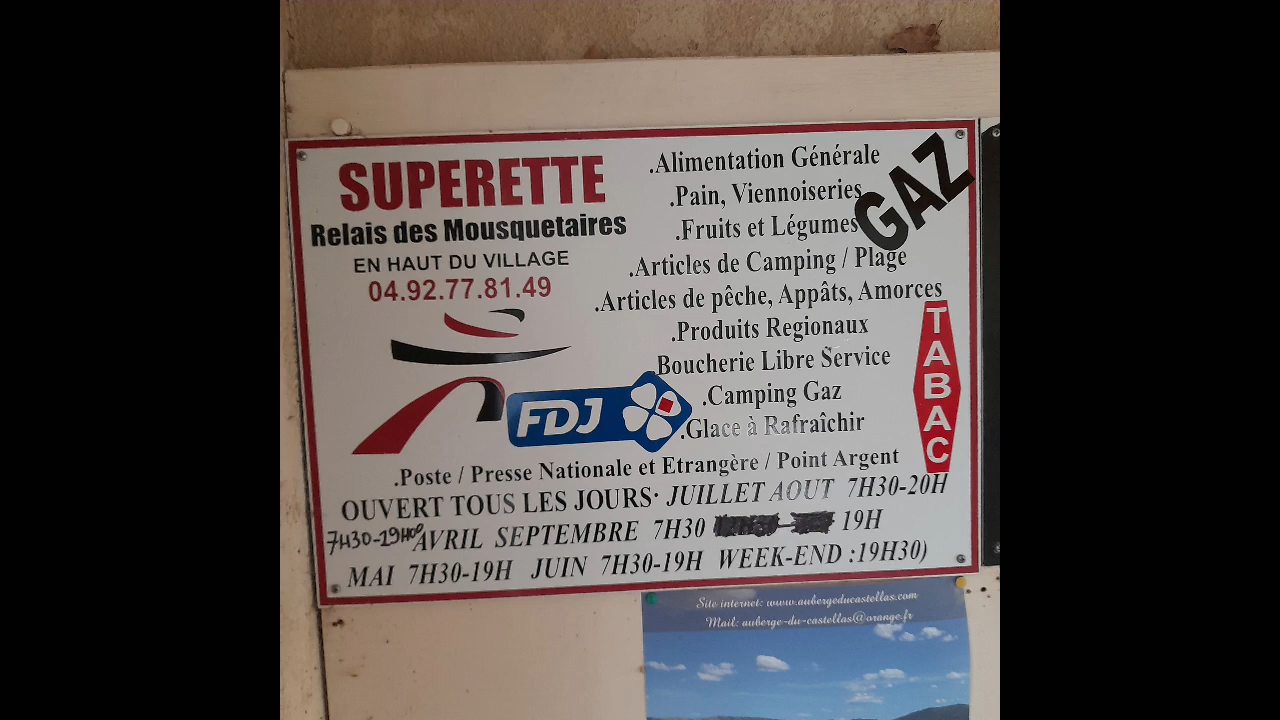 SUPERETTE
Relais des Mousquetaires
EN HAUT DU VILLAGE
04.92.77.81.49
.Alimentation Générale
.Pain, Viennoiseries
.Fruits et Légumes
GAZ
.Articles de Camping / Plage
.Articles de pêche, Appâts, Amorces
.Produits Regionaux
Boucherie Libre Service
.Camping Gaz
.Glace à Rafraîchir
TABAC
FDJ
.Poste / Presse Nationale et Etrangère / Point Argent
OUVERT TOUS LES JOURS· JUILLET AOUT 7H30-20H
7H30-19H00 AVRIL SEPTEMBRE 7H30 19H
MAI 7H30-19H JUIN 7H30-19H WEEK-END :19H30)
Site internet: www.aubergeducastellas.com
Mail: auberge-du-castellas@orange.fr